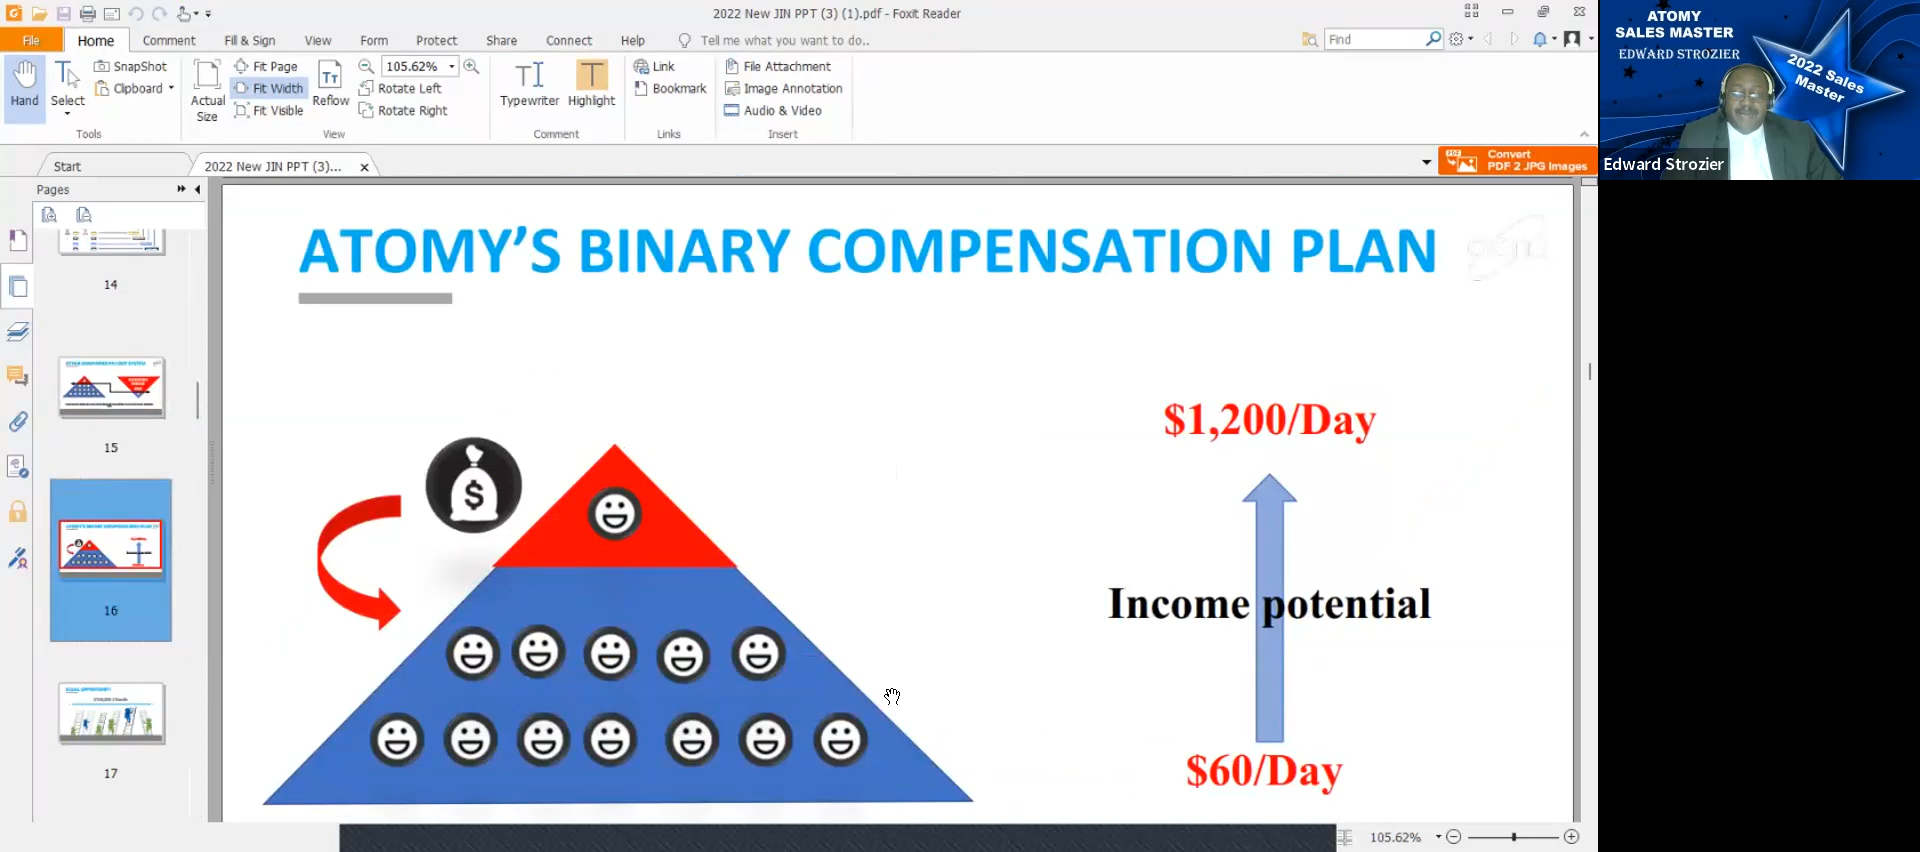 2022 New JIN PPT (3) (1).pdf - Foxit Reader
File Home Comment Fill & Sign View Form Protect Share Connect Help Tell me what you want to do.. Find
Hand
Select
SnapShot
Clipboard
Tools
Actual Size
Fit Page
Fit Width
Fit Visible
Reflow
105.62%
Rotate Left
Rotate Right
View
Typewriter
Highlight
Comment
Link
Bookmark
Links
File Attachment
Image Annotation
Audio & Video
Insert
Start
2022 New JIN PPT (3)...
Convert
PDF 2 JPG Images
Pages
14
15
16
EQUAL OPPORTUNITY
17
ATOMY'S BINARY COMPENSATION PLAN
$
$1,200/Day
Income potential
$60/Day
105.62%
ATOMY
SALES MASTER
EDWARD STROZIER
2022 Sales
Master
Edward Strozier